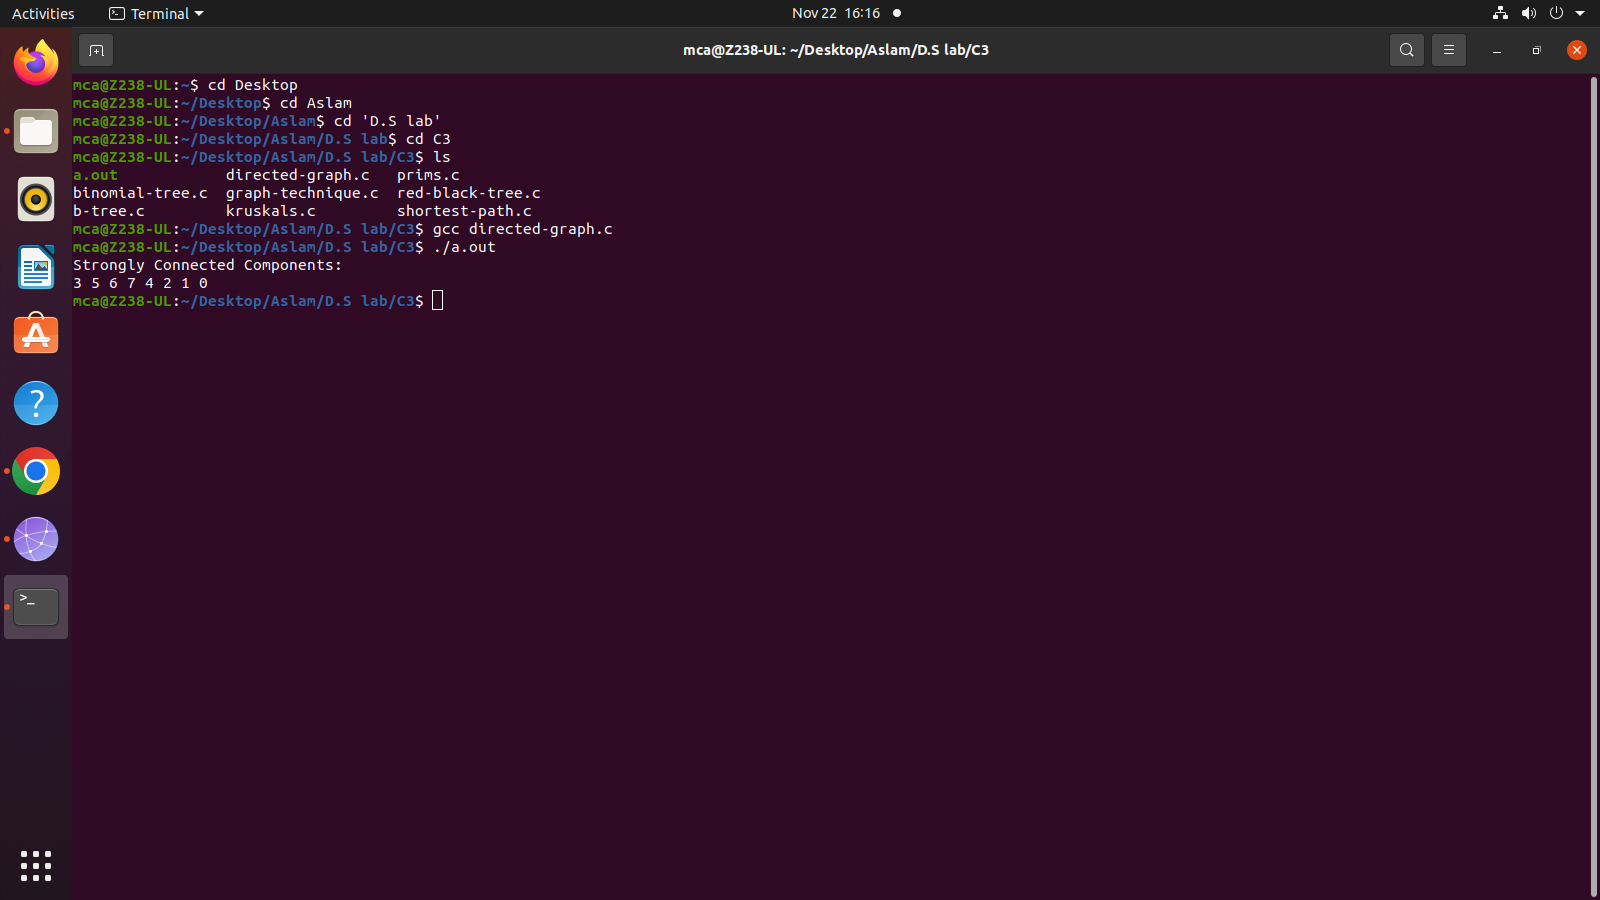 Activities
Terminal
Nov 22 16:16
mca@Z238-UL: ~/Desktop/Aslam/D.S lab/C3
mca@Z238-UL:~$ cd Desktop
mca@Z238-UL:~/Desktop$ cd Aslam
mca@Z238-UL:~/Desktop/Aslam$ cd 'D.S lab'
mca@Z238-UL:~/Desktop/Aslam/D.S lab$ cd C3
mca@Z238-UL:~/Desktop/Aslam/D.S lab/C3$ ls
a.out            directed-graph.c   prims.c
binomial-tree.c  graph-technique.c  red-black-tree.c
b-tree.c         kruskals.c         shortest-path.c
mca@Z238-UL:~/Desktop/Aslam/D.S lab/C3$ gcc directed-graph.c
mca@Z238-UL:~/Desktop/Aslam/D.S lab/C3$ ./a.out
Strongly Connected Components:
3 5 6 7 4 2 1 0
mca@Z238-UL:~/Desktop/Aslam/D.S lab/C3$